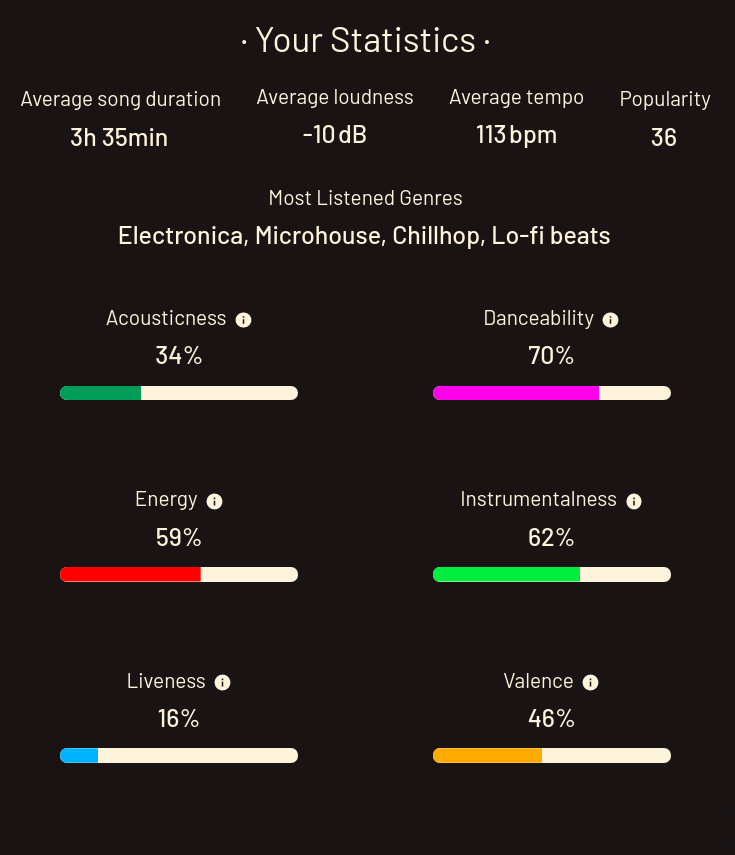 · Your Statistics ·
Average song duration
3h 35min
Average loudness
-10 dB
Average tempo
113 bpm
Popularity
36
Most Listened Genres
Electronica, Microhouse, Chillhop, Lo-fi beats
Acousticness
34%
Danceability
70%
Energy
59%
Instrumentalness
62%
Liveness
16%
Valence
46%